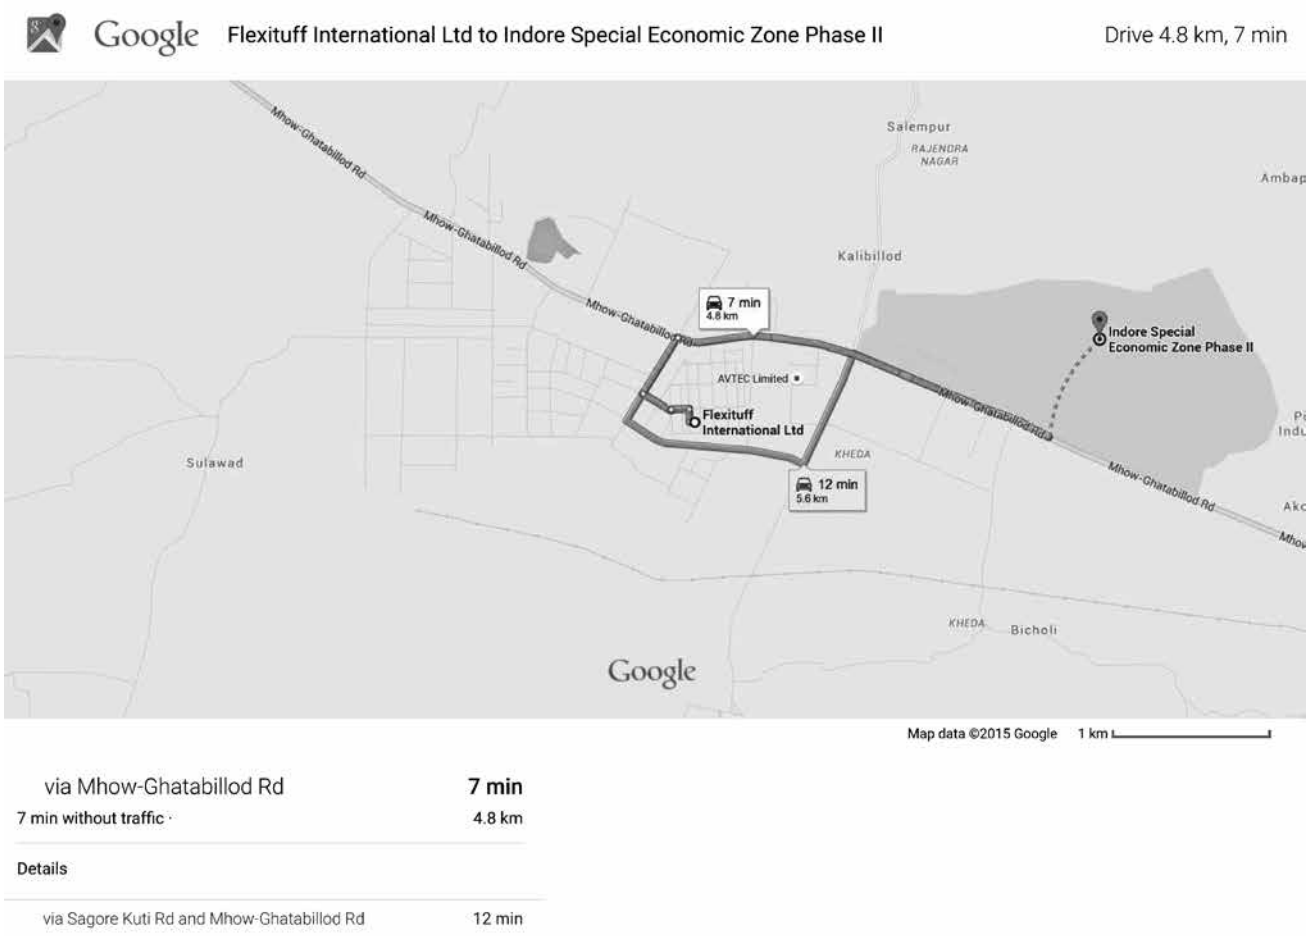 Google Flexituff International Ltd to Indore Special Economic Zone Phase II Drive 4.8 km, 7 min
Mhow-Ghatabillod Rd
Salempur
RAJENDRA
NAGAR
Mhow-Ghatabillod Rd
Kalibillod
7 min
4.8 km
Mhow-Ghatabillod Rd
Indore Special
Economic Zone Phase II
AVTEC Limited
Mhow-Ghatabillod Rd
Flexituff
International Ltd
Sulawad
KHEDA
12 min
5.6 km
Mhow-Ghatabillod Rd
KHEDA
Bicholi
Google
Map data ©2015 Google 1 km
via Mhow-Ghatabillod Rd 7 min
7 min without traffic · 4.8 km
Details
via Sagore Kuti Rd and Mhow-Ghatabillod Rd 12 min